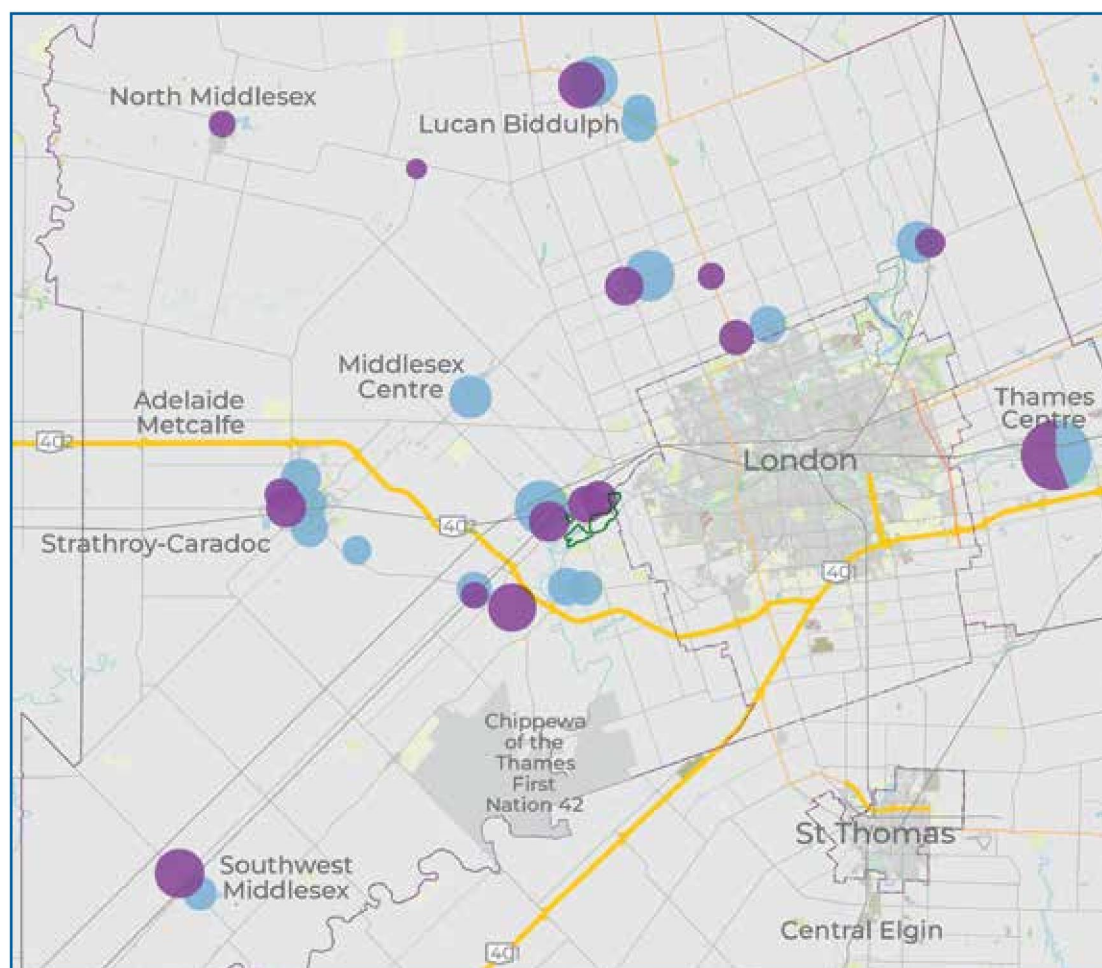 North Middlesex
Lucan Biddulph
Middlesex
Centre
Adelaide
Metcalfe
402
Thames
Centre
London
Strathroy-Caradoc
402
401
Chippewa
of the
Thames
First
Nation 42
St Thomas
Southwest
Middlesex
Central Elgin
401